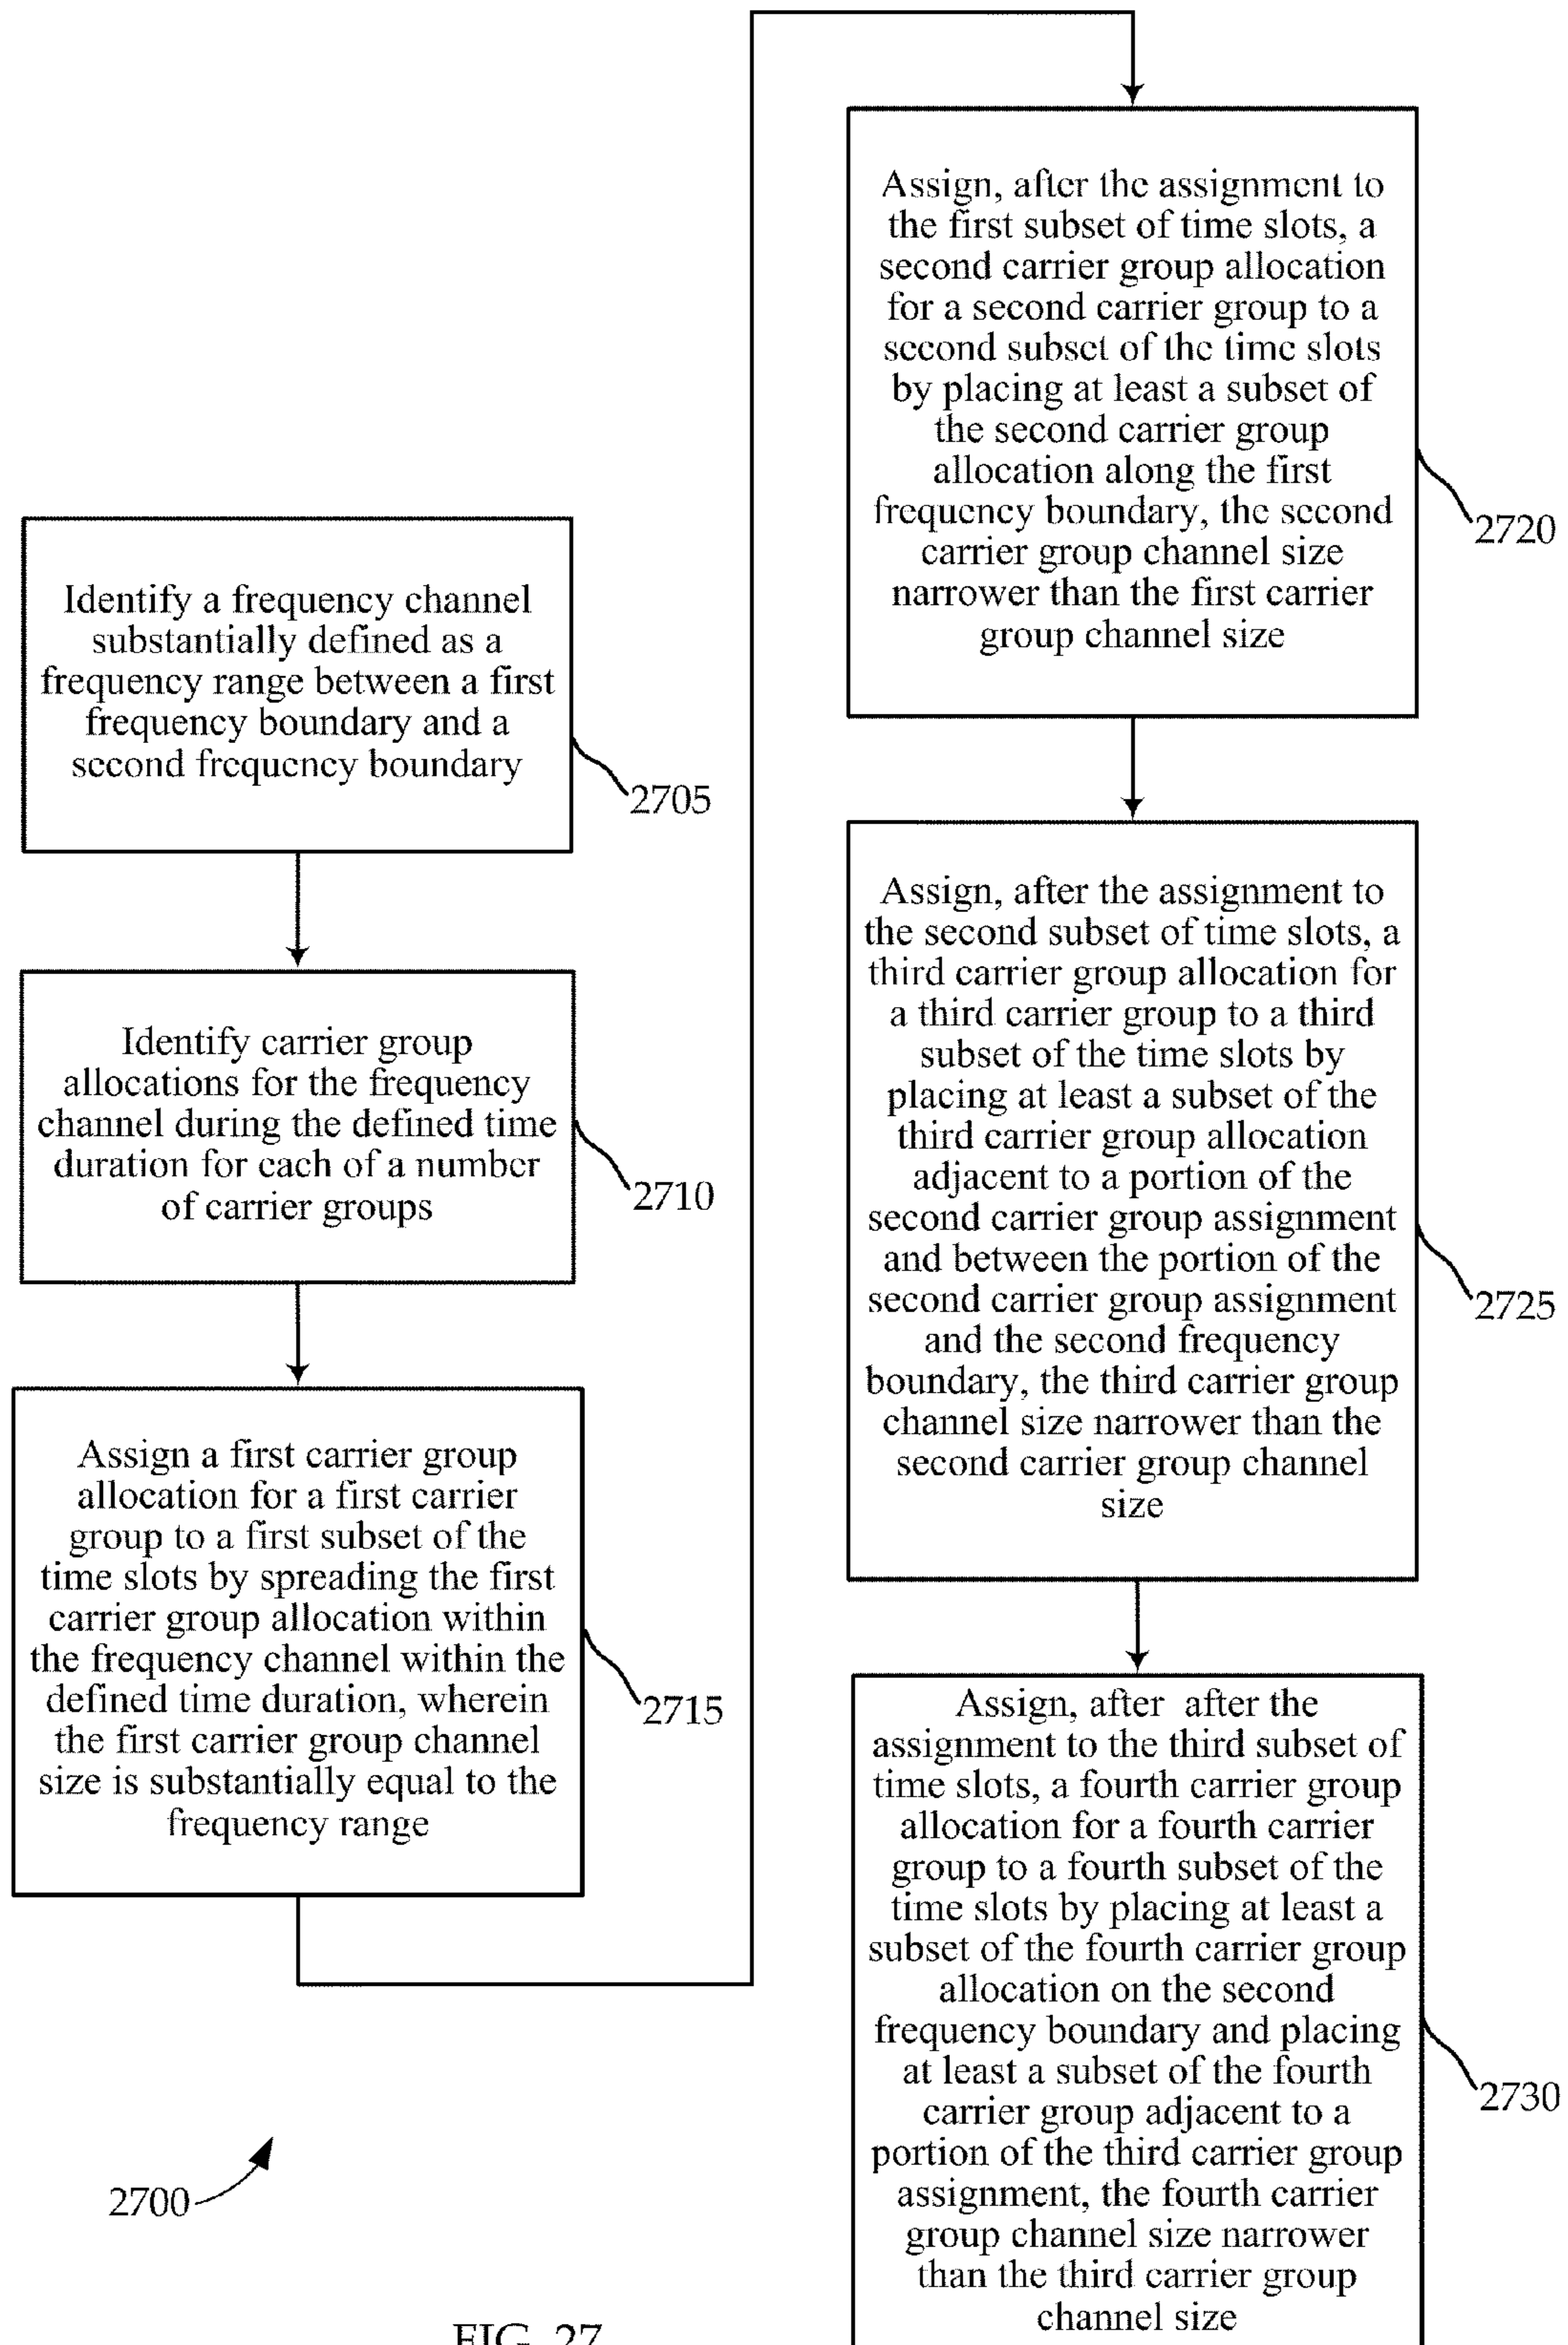 Identify a frequency channel
substantially defined as a
frequency range between a first
frequency boundary and a
second frequency boundary
2705
Identify carrier group
allocations for the frequency
channel during the defined time
duration for each of a number
of carrier groups
2710
Assign a first carrier group
allocation for a first carrier
group to a first subset of the
time slots by spreading the first
carrier group allocation within
the frequency channel within the
defined time duration, wherein
the first carrier group channel
size is substantially equal to the
frequency range
2715
Assign, after the assignment to
the first subset of time slots, a
second carrier group allocation
for a second carrier group to a
second subset of the time slots
by placing at least a subset of
the second carrier group
allocation along the first
frequency boundary, the second
carrier group channel size
narrower than the first carrier
group channel size
2720
Assign, after the assignment to
the second subset of time slots, a
third carrier group allocation for
a third carrier group to a third
subset of the time slots by
placing at least a subset of the
third carrier group allocation
adjacent to a portion of the
second carrier group assignment
and between the portion of the
second carrier group assignment
and the second frequency
boundary, the third carrier group
channel size narrower than the
second carrier group channel
size
2725
Assign, after after the
assignment to the third subset of
time slots, a fourth carrier group
allocation for a fourth carrier
group to a fourth subset of the
time slots by placing at least a
subset of the fourth carrier group
allocation on the second
frequency boundary and placing
at least a subset of the fourth
carrier group adjacent to a
portion of the third carrier group
assignment, the fourth carrier
group channel size narrower
than the third carrier group
channel size
2730
2700
FIG. 27